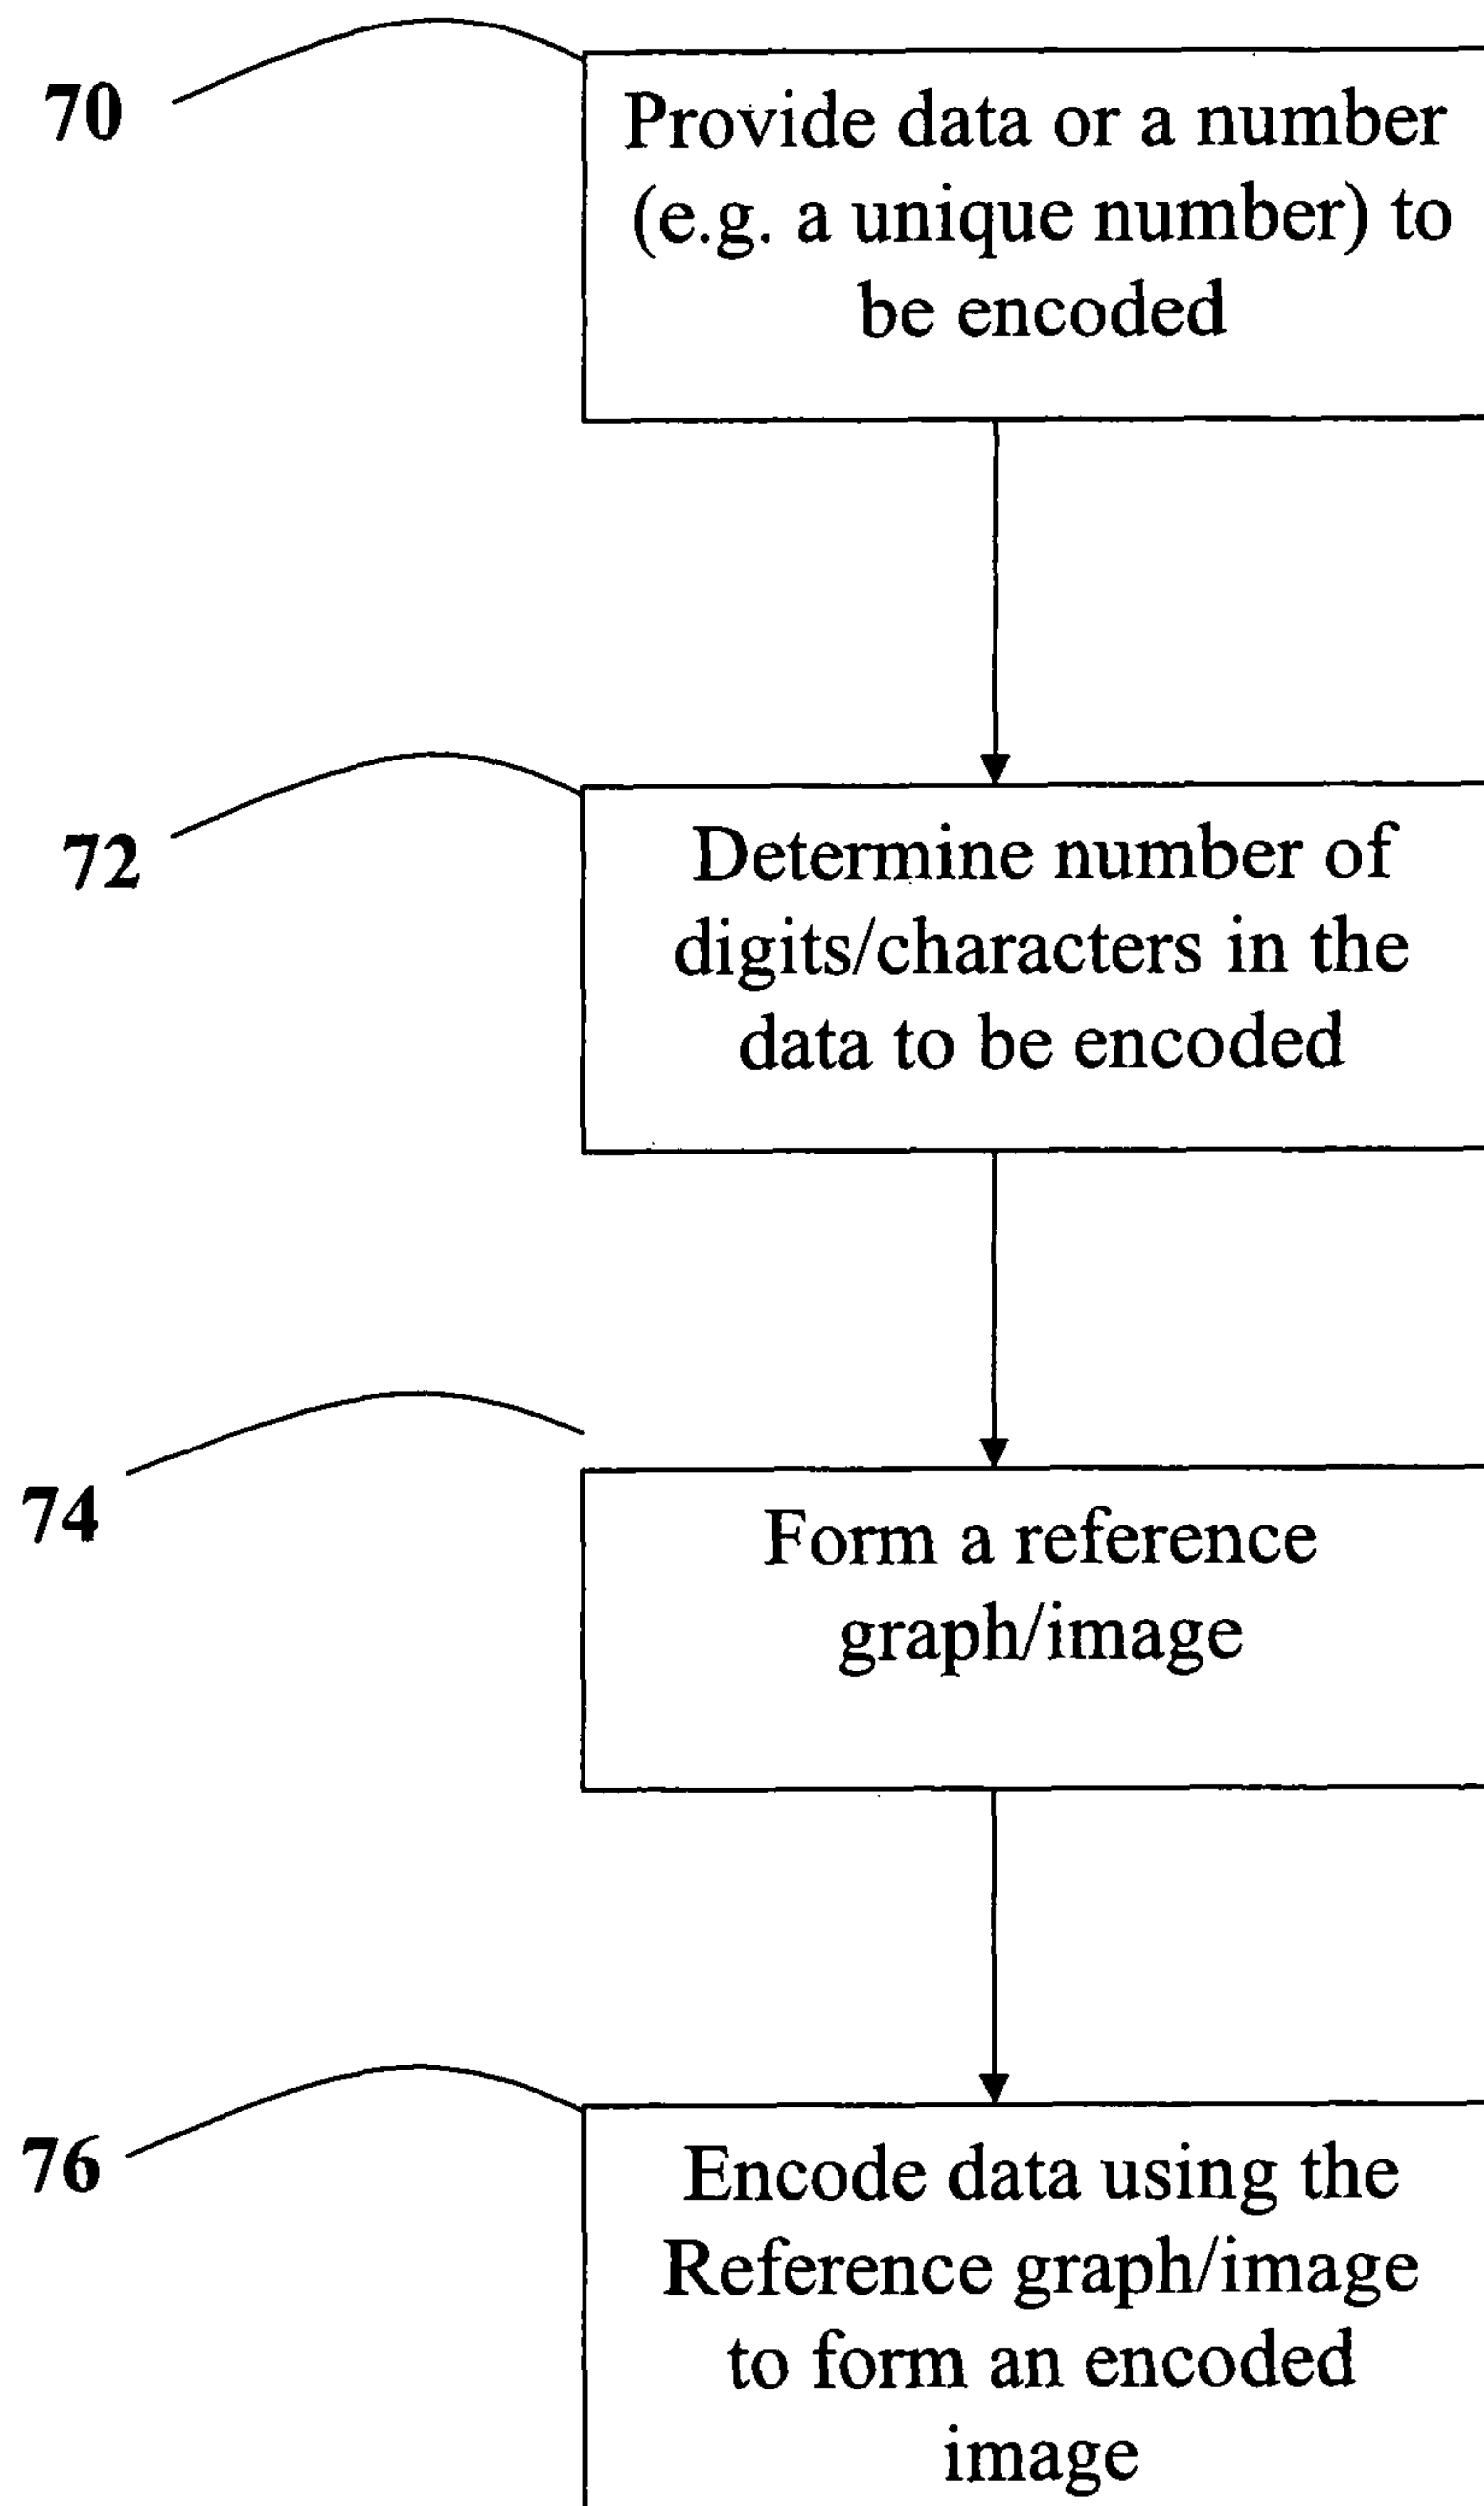 70
Provide data or a number
(e.g. a unique number) to
be encoded
72
Determine number of
digits/characters in the
data to be encoded
74
Form a reference
graph/image
76
Encode data using the
Reference graph/image
to form an encoded
image